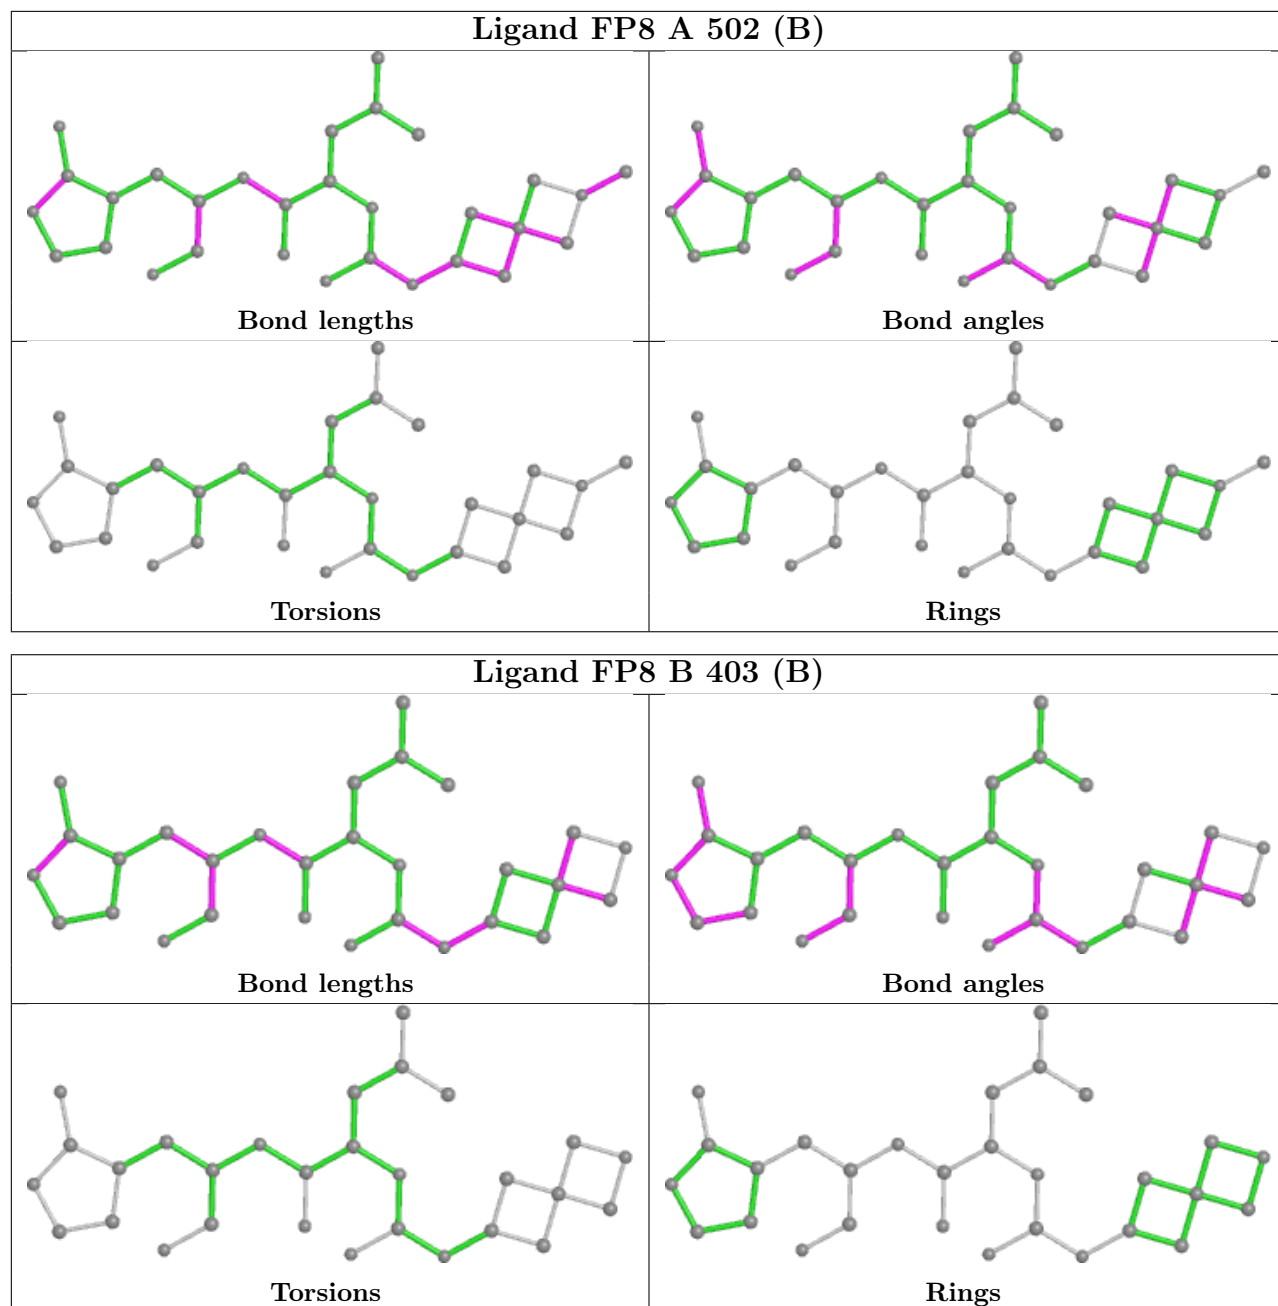 Ligand FP8 A 502 (B)
Bond lengths
Bond angles
Torsions
Rings
Ligand FP8 B 403 (B)
Bond lengths
Bond angles
Torsions
Rings